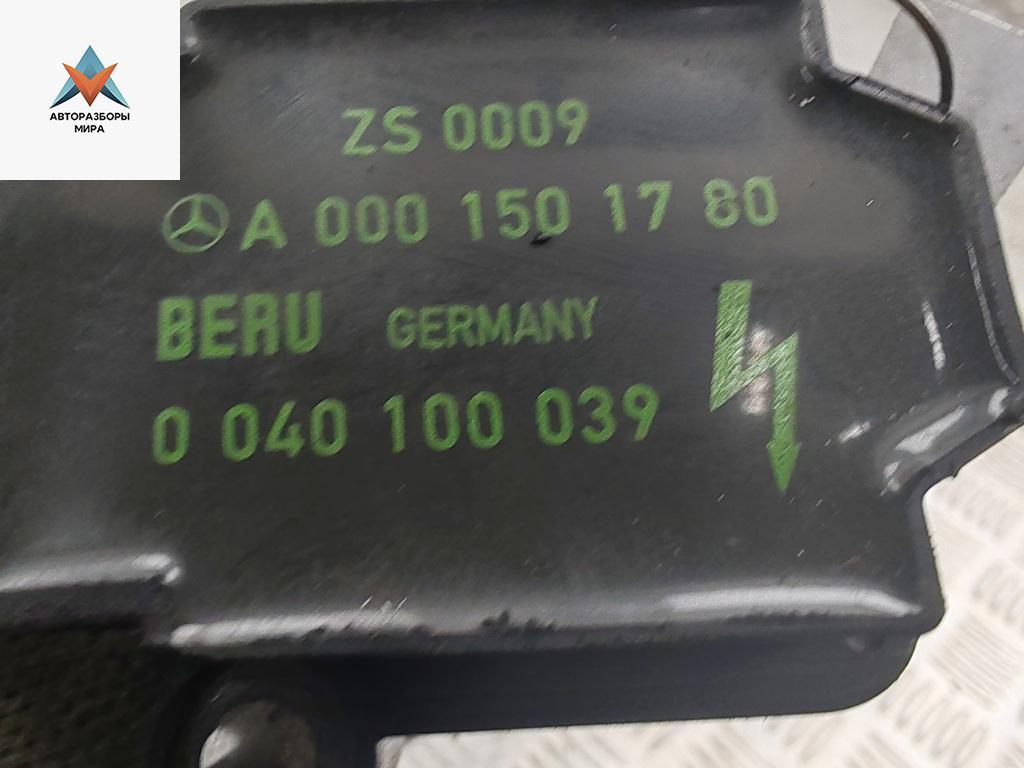 АВТОРАЗБОРЫ
МИРА
ZS 0009
A 000 150 17 80
BERU GERMANY
0 040 100 039